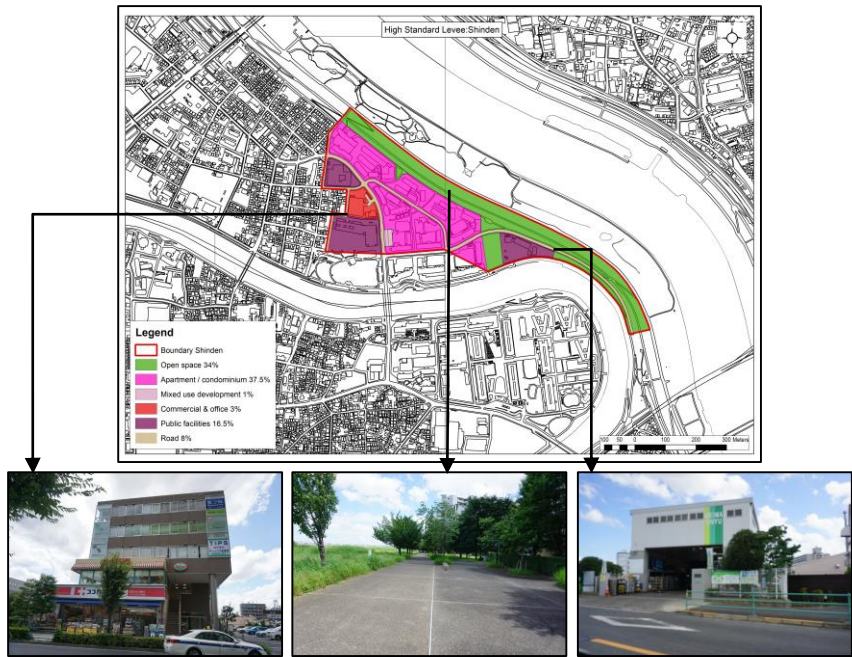 High Standard Levee:Shinden
Legend
Boundary Shinden
Open space 34%
Apartment / condominium 37.5%
Mixed use development 1%
Commercial & office 3%
Public facilities 16.5%
Road 8%
100 50 0 100 200 300 Meters
TIPS